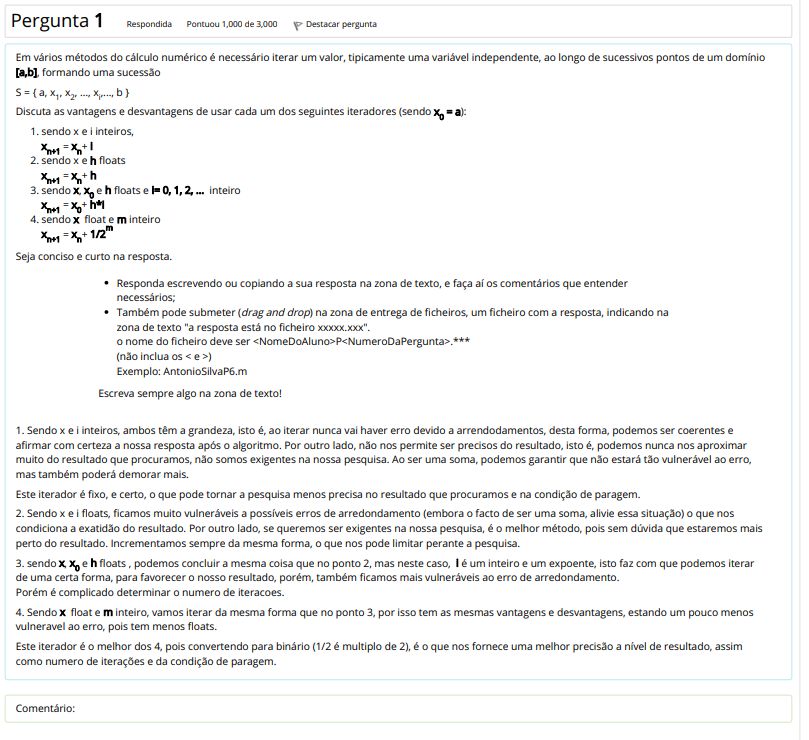 Pergunta 1 Respondida Pontuou 1,000 de 3,000 Destacar pergunta
Em vários métodos do cálculo numérico é necessário iterar um valor, tipicamente uma variável independente, ao longo de sucessivos pontos de um domínio
[a,b], formando uma sucessão
S = { a, x1, x2, ..., xi,..., b }
Discuta as vantagens e desvantagens de usar cada um dos seguintes iteradores (sendo x0 = a):
1. sendo x e i inteiros,
xn+1 = xn+ I
2. sendo x e h floats
xn+1 = xn+ h
3. sendo x, x0 e h floats e I= 0, 1, 2, ... inteiro
xn+1 = x0+ h*I
4. sendo x float e m inteiro
xn+1 = xn+ 1/2^m
Seja conciso e curto na resposta.
• Responda escrevendo ou copiando a sua resposta na zona de texto, e faça aí os comentários que entender
necessários;
• Também pode submeter (drag and drop) na zona de entrega de ficheiros, um ficheiro com a resposta, indicando na
zona de texto "a resposta está no ficheiro xxxxx.xxx".
o nome do ficheiro deve ser <NomeDoAluno>P<NumeroDaPergunta>.***
(não inclua os < e >)
Exemplo: AntonioSilvaP6.m
Escreva sempre algo na zona de texto!
1. Sendo x e i inteiros, ambos têm a grandeza, isto é, ao iterar nunca vai haver erro devido a arrendodamentos, desta forma, podemos ser coerentes e
afirmar com certeza a nossa resposta após o algoritmo. Por outro lado, não nos permite ser precisos do resultado, isto é, podemos nunca nos aproximar
muito do resultado que procuramos, não somos exigentes na nossa pesquisa. Ao ser uma soma, podemos garantir que não estará tão vulnerável ao erro,
mas também poderá demorar mais.
Este iterador é fixo, e certo, o que pode tornar a pesquisa menos precisa no resultado que procuramos e na condição de paragem.
2. Sendo x e i floats, ficamos muito vulneráveis a possíveis erros de arredondamento (embora o facto de ser uma soma, alivie essa situação) o que nos
condiciona a exatidão do resultado. Por outro lado, se queremos ser exigentes na nossa pesquisa, é o melhor método, pois sem dúvida que estaremos mais
perto do resultado. Incrementamos sempre da mesma forma, o que nos pode limitar perante a pesquisa.
3. sendo x, x0 e h floats , podemos concluir a mesma coisa que no ponto 2, mas neste caso, I é um inteiro e um expoente, isto faz com que podemos iterar
de uma certa forma, para favorecer o nosso resultado, porém, também ficamos mais vulneráveis ao erro de arredondamento.
Porém é complicado determinar o numero de iteracoes.
4. Sendo x float e m inteiro, vamos iterar da mesma forma que no ponto 3, por isso tem as mesmas vantagens e desvantagens, estando um pouco menos
vulneravel ao erro, pois tem menos floats.
Este iterador é o melhor dos 4, pois convertendo para binário (1/2 é multiplo de 2), é o que nos fornece uma melhor precisão a nível de resultado, assim
como numero de iterações e da condição de paragem.
Comentário: